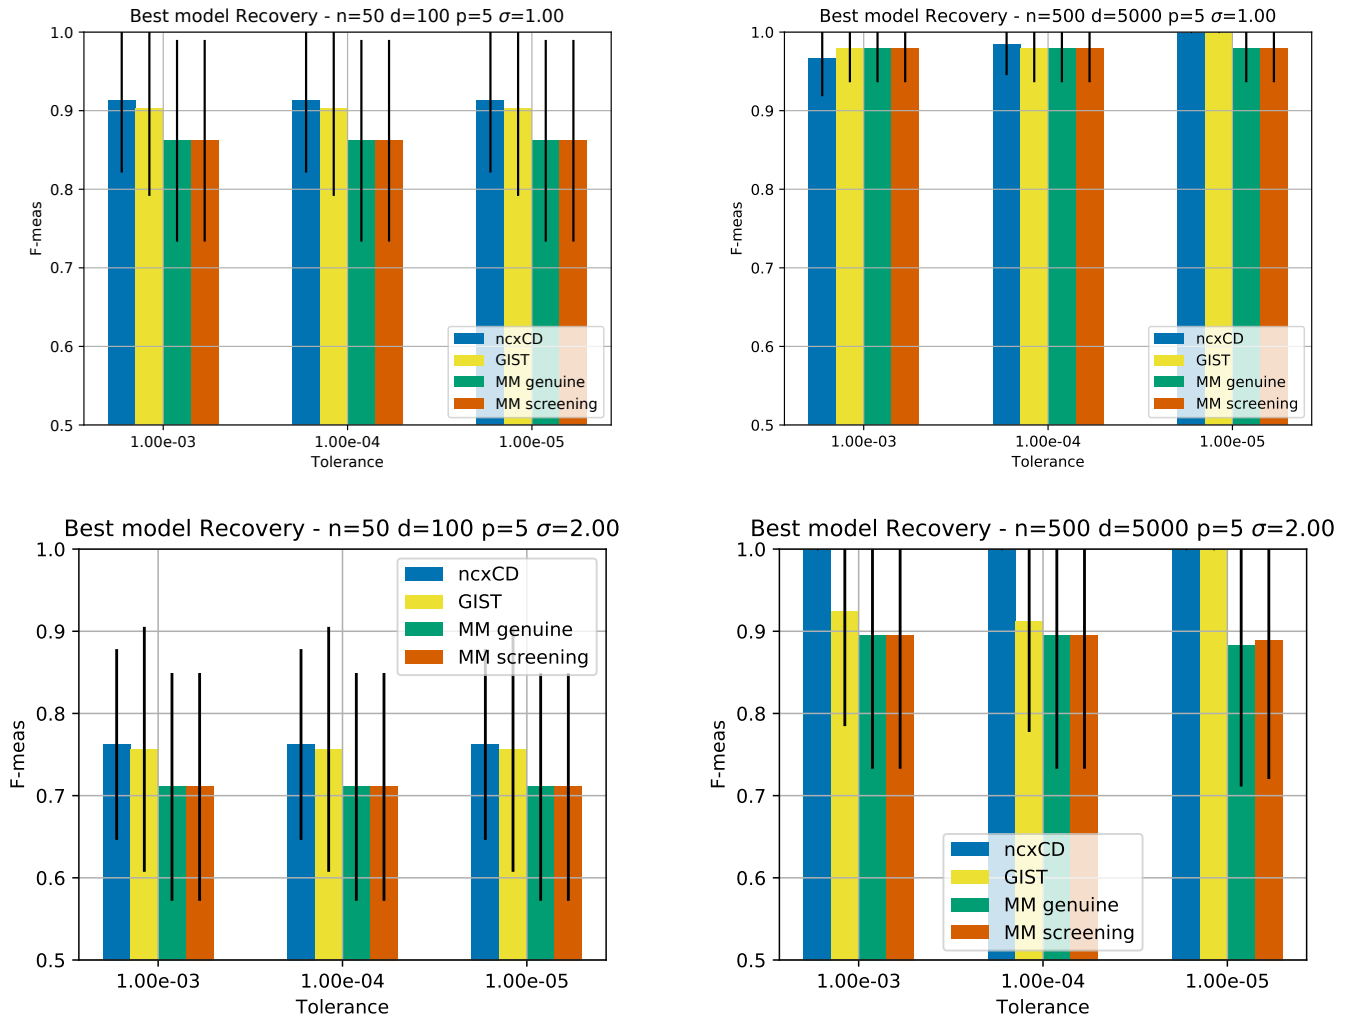 Best model Recovery - n=50 d=100 p=5 σ=1.00
1.0
0.9
0.8
0.7
0.6
0.5
F-meas
ncxCD
GIST
MM genuine
MM screening
1.00e-03 1.00e-04 1.00e-05
Tolerance
Best model Recovery - n=500 d=5000 p=5 σ=1.00
1.0
0.9
0.8
0.7
0.6
0.5
F-meas
ncxCD
GIST
MM genuine
MM screening
1.00e-03 1.00e-04 1.00e-05
Tolerance
Best model Recovery - n=50 d=100 p=5 σ=2.00
1.0
0.9
0.8
0.7
0.6
0.5
F-meas
ncxCD
GIST
MM genuine
MM screening
1.00e-03 1.00e-04 1.00e-05
Tolerance
Best model Recovery - n=500 d=5000 p=5 σ=2.00
1.0
0.9
0.8
0.7
0.6
0.5
F-meas
ncxCD
GIST
MM genuine
MM screening
1.00e-03 1.00e-04 1.00e-05
Tolerance